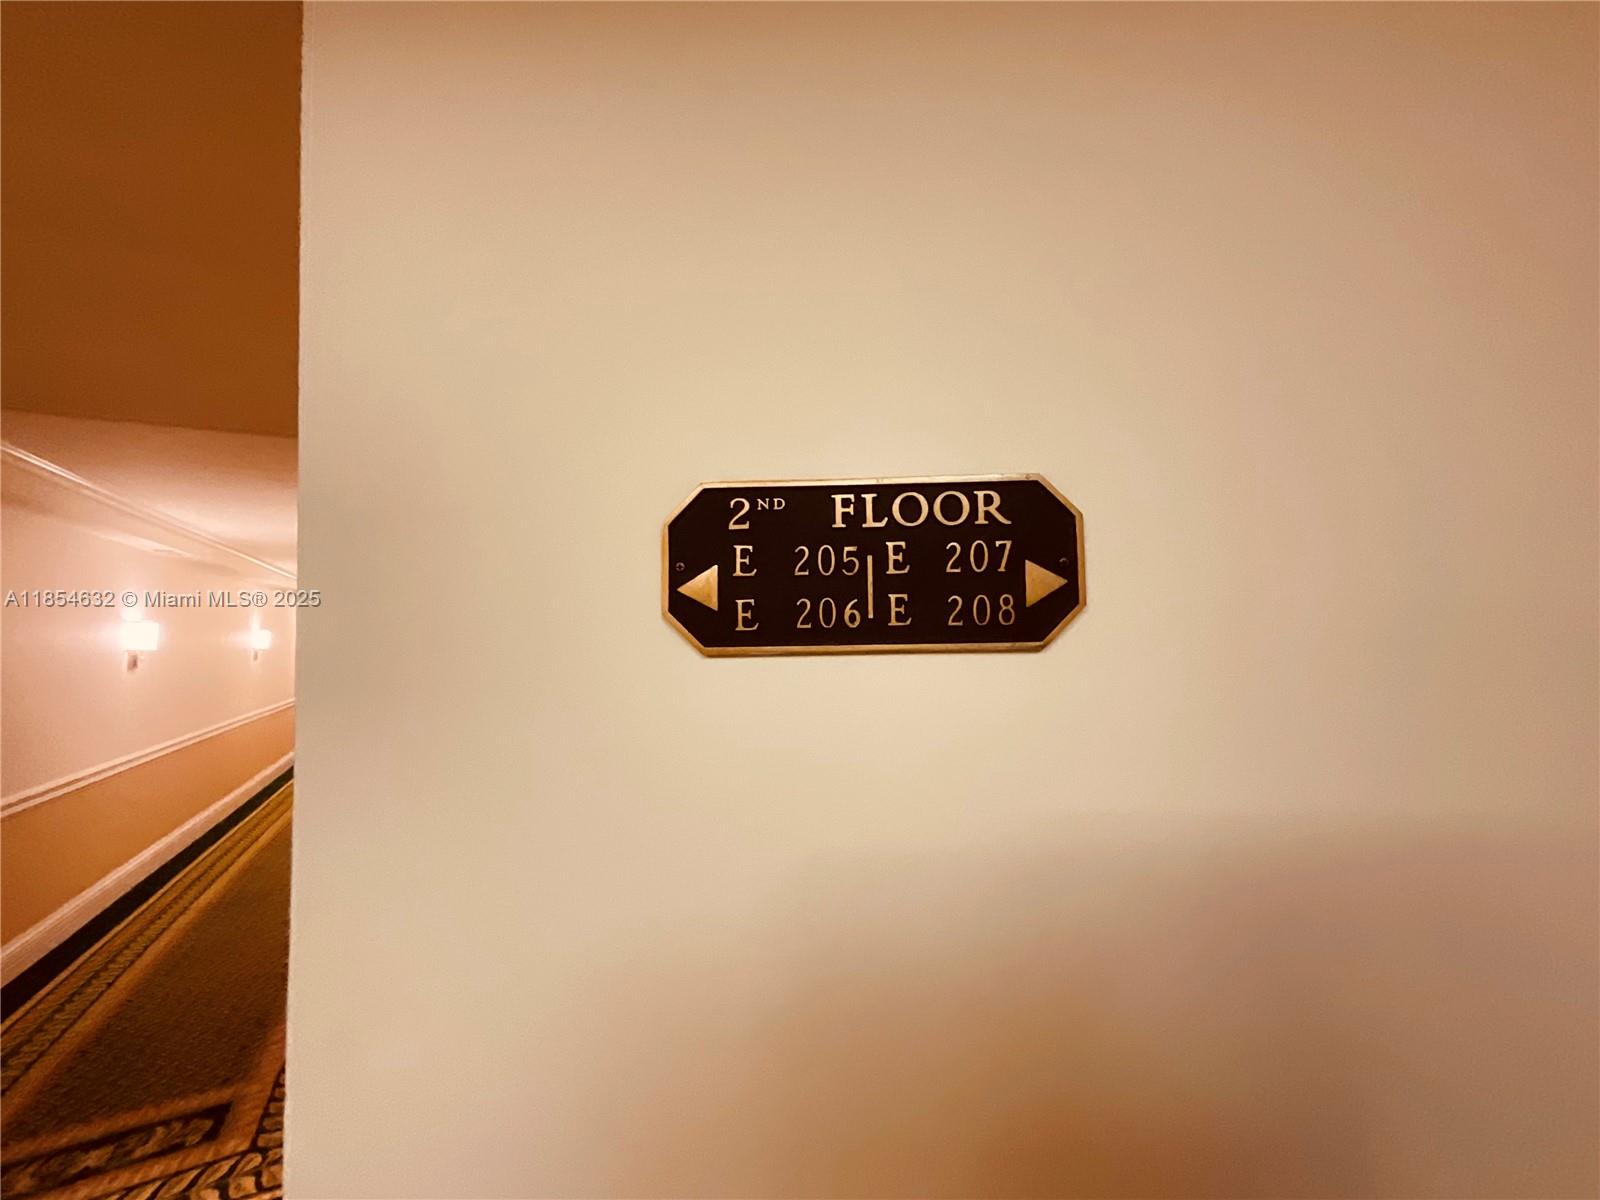 2ND FLOOR
E 205 E 207
E 206 E 208
A11854632 © Miami MLS® 2025